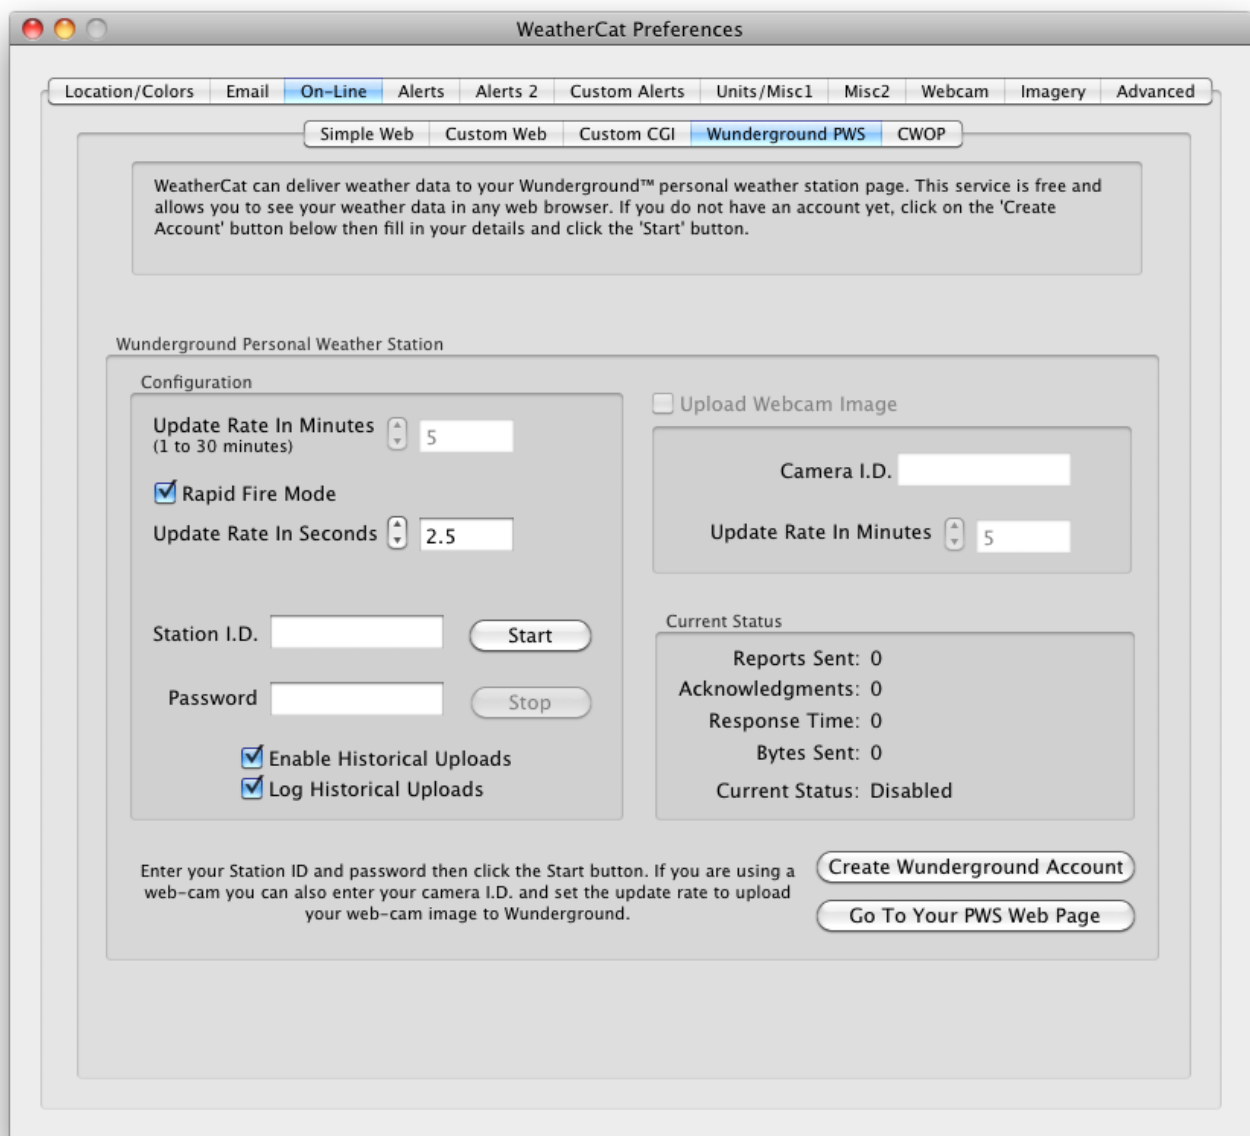 WeatherCat Preferences
Location/Colors Email On-Line Alerts Alerts 2 Custom Alerts Units/Misc1 Misc2 Webcam Imagery Advanced
Simple Web Custom Web Custom CGI Wunderground PWS CWOP
WeatherCat can deliver weather data to your Wunderground™ personal weather station page. This service is free and
allows you to see your weather data in any web browser. If you do not have an account yet, click on the 'Create
Account' button below then fill in your details and click the 'Start' button.
Wunderground Personal Weather Station
Configuration
Update Rate In Minutes 5
(1 to 30 minutes)
Rapid Fire Mode
Update Rate In Seconds 2.5
Station I.D. Start
Password Stop
Enable Historical Uploads
Log Historical Uploads
Upload Webcam Image
Camera I.D.
Update Rate In Minutes 5
Current Status
Reports Sent: 0
Acknowledgments: 0
Response Time: 0
Bytes Sent: 0
Current Status: Disabled
Enter your Station ID and password then click the Start button. If you are using a
web-cam you can also enter your camera I.D. and set the update rate to upload
your web-cam image to Wunderground.
Create Wunderground Account
Go To Your PWS Web Page